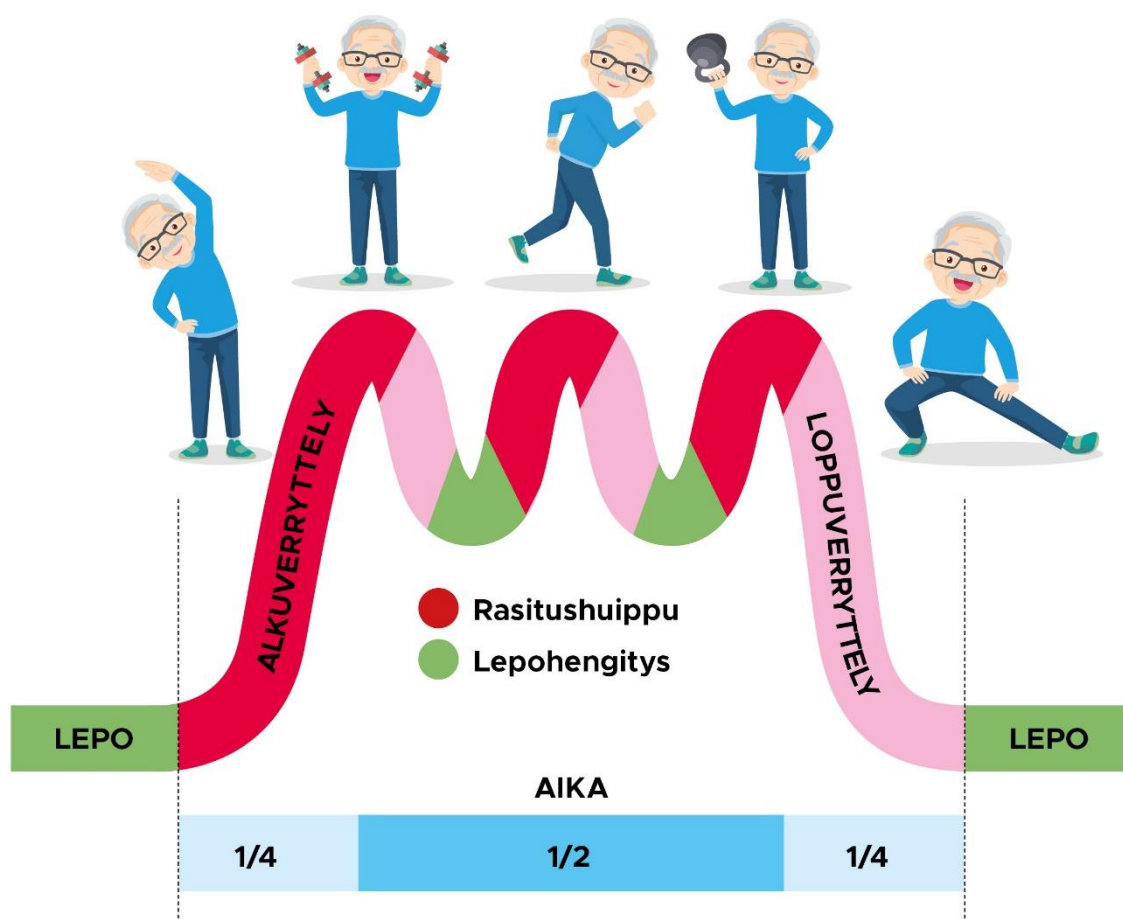 ALKUVERRYTTELY
LOPPUVERRYTTELY
Rasitushuippu
Lepohengitys
LEPO
LEPO
AIKA
1/4
1/2
1/4